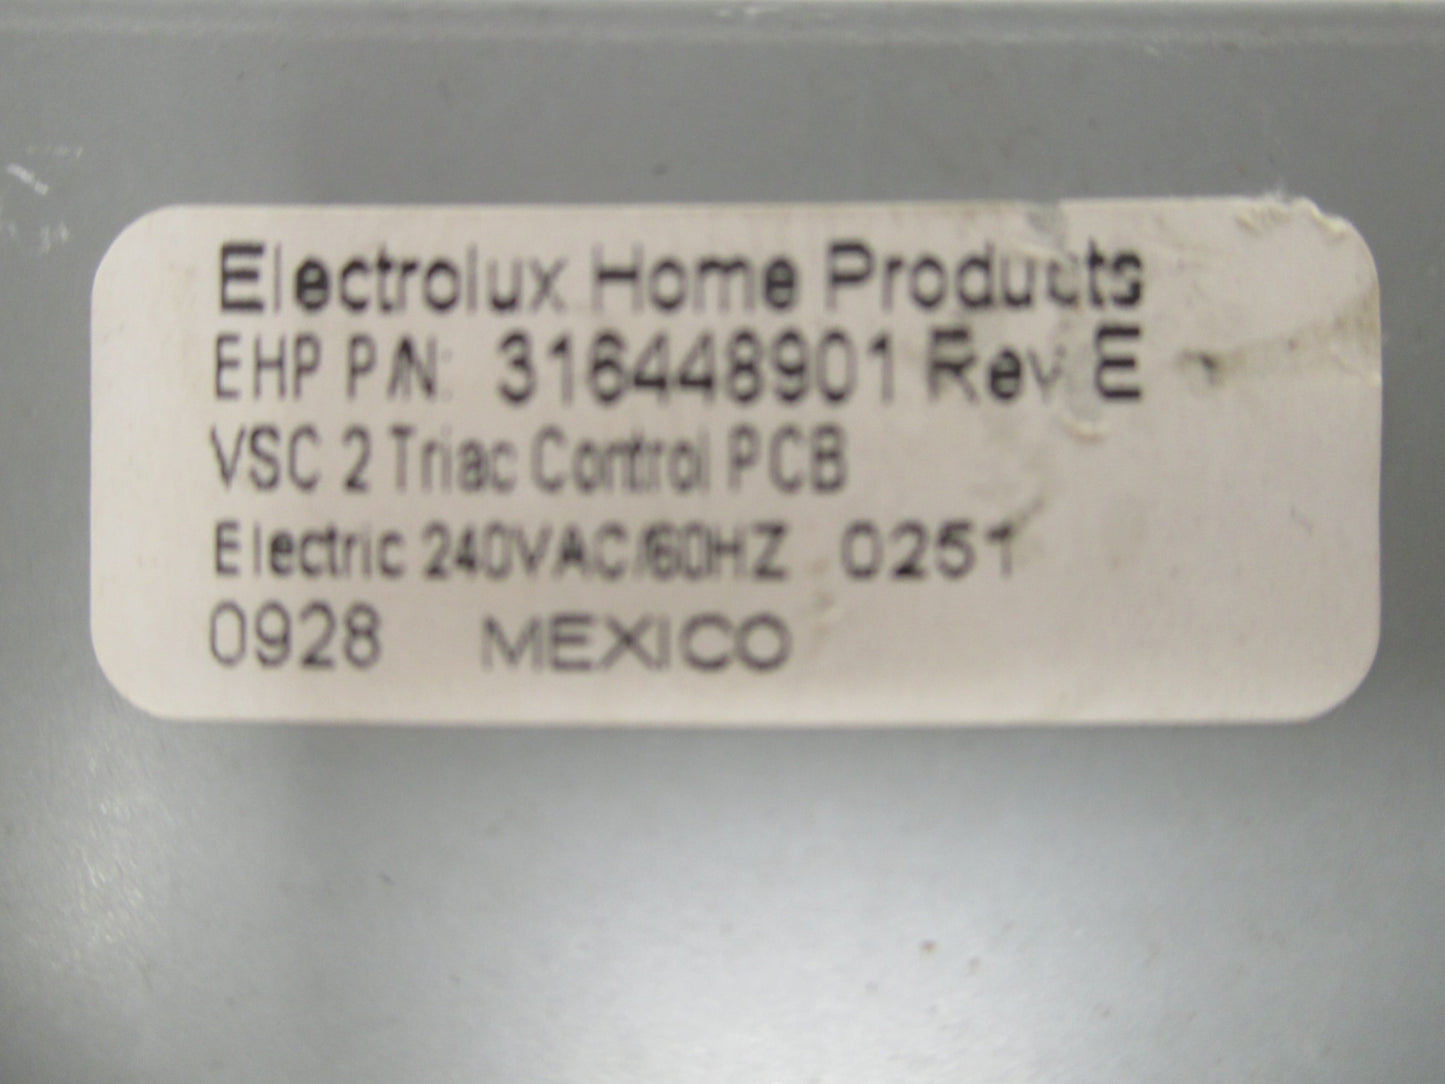 Electrolux Home Products
EHP P/N: 316448901 Rev E
VSC 2 Triac Control PCB
Electric 240VAC/60HZ 0251
0928 MEXICO